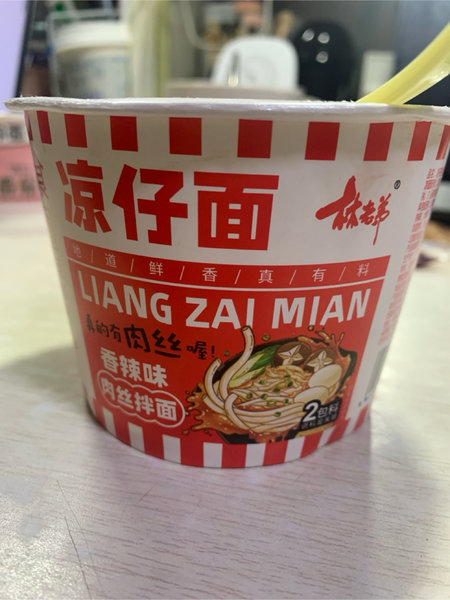 凉仔面
林老弟®
地/道/鲜/香/真/有/料
LIANG ZAI MIAN
真的有肉丝喔!
香辣味
肉丝拌面
2包料